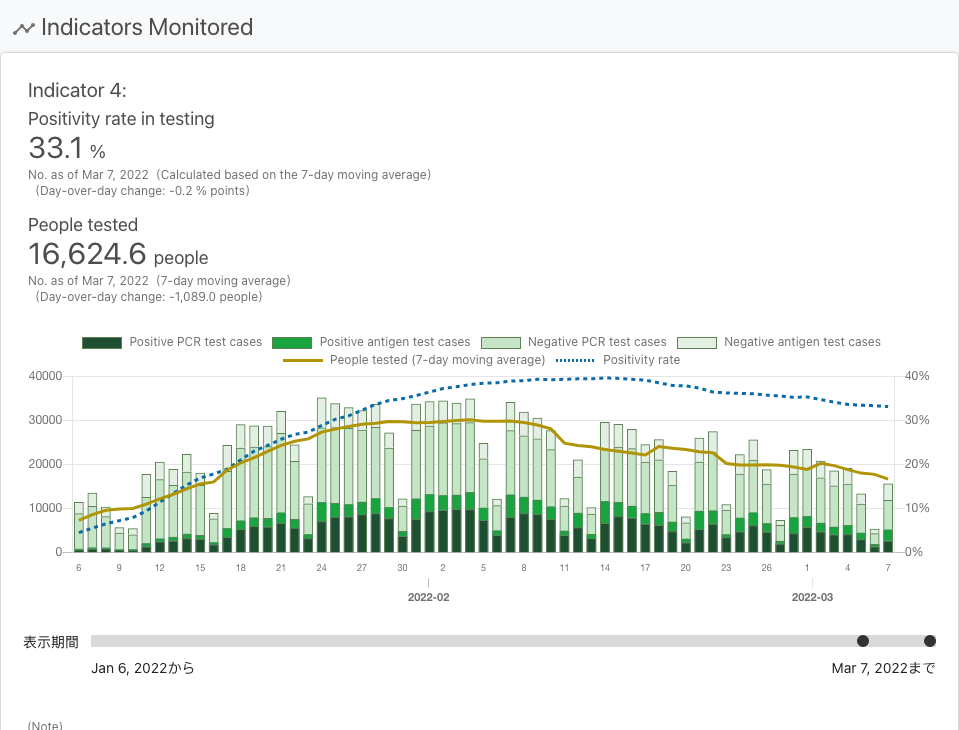 Indicators Monitored
Indicator 4:
Positivity rate in testing
33.1 %
No. as of Mar 7, 2022 (Calculated based on the 7-day moving average)
(Day-over-day change: -0.2 % points)
People tested
16,624.6 people
No. as of Mar 7, 2022 (7-day moving average)
(Day-over-day change: -1,089.0 people)
Positive PCR test cases Positive antigen test cases Negative PCR test cases Negative antigen test cases
People tested (7-day moving average) Positivity rate
40000 40%
30000 30%
20000 20%
10000 10%
0 0%
6 9 12 15 18 21 24 27 30 2 5 8 11 14 17 20 23 26 1 4 7
2022-02 2022-03
表示期間
Jan 6, 2022から Mar 7, 2022まで
(Note)